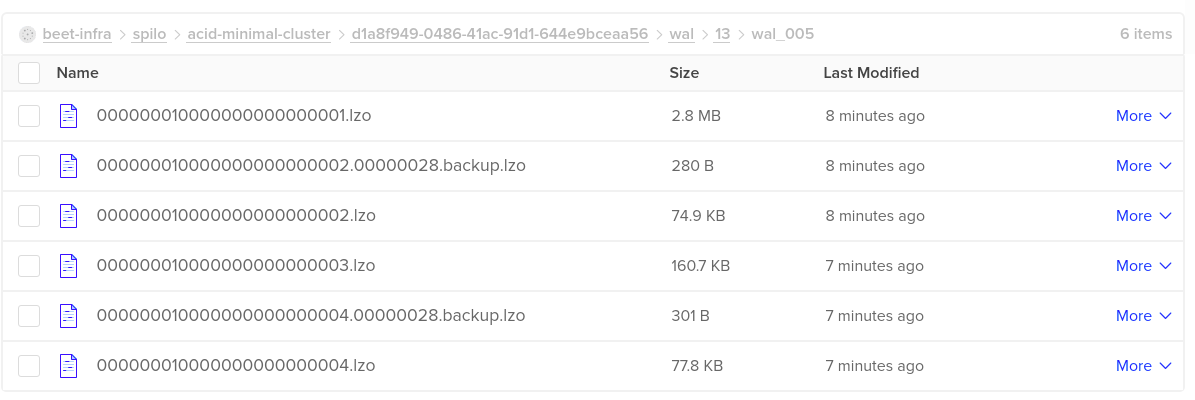 beet-infra > spilo > acid-minimal-cluster > d1a8f949-0486-41ac-91d1-644e9bceaa56 > wal > 13 > wal_005 6 items
Name Size Last Modified
000000010000000000000001.lzo 2.8 MB 8 minutes ago More
000000010000000000000002.00000028.backup.lzo 280 B 8 minutes ago More
000000010000000000000002.lzo 74.9 KB 8 minutes ago More
000000010000000000000003.lzo 160.7 KB 7 minutes ago More
000000010000000000000004.00000028.backup.lzo 301 B 7 minutes ago More
000000010000000000000004.lzo 77.8 KB 7 minutes ago More